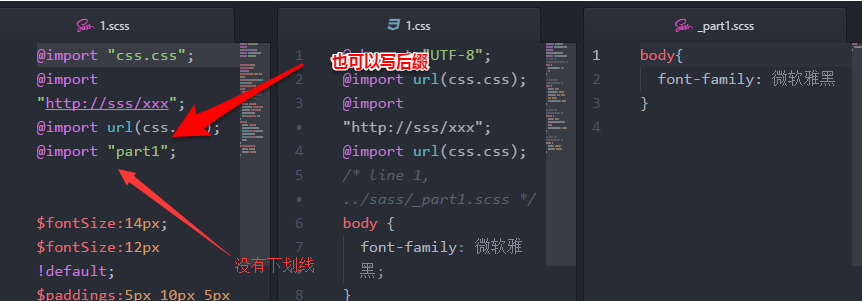 1.scss
@import "css.css";
@import
"http://sss/xxx";
@import url(css.
@import "part1";
$fontSize:14px;
$fontSize:12px
!default;
$paddings:5px 10px 5px
也可以写后缀
没有下划线
1.css
1 "UTF-8";
2 @import url(css.css);
3 @import
"http://sss/xxx";
4 @import url(css.css);
5 /* line 1,
../sass/_part1.scss */
6 body {
7 font-family: 微软雅
黑;
8 }
_part1.scss
1 body{
2 font-family: 微软雅黑
3 }
4